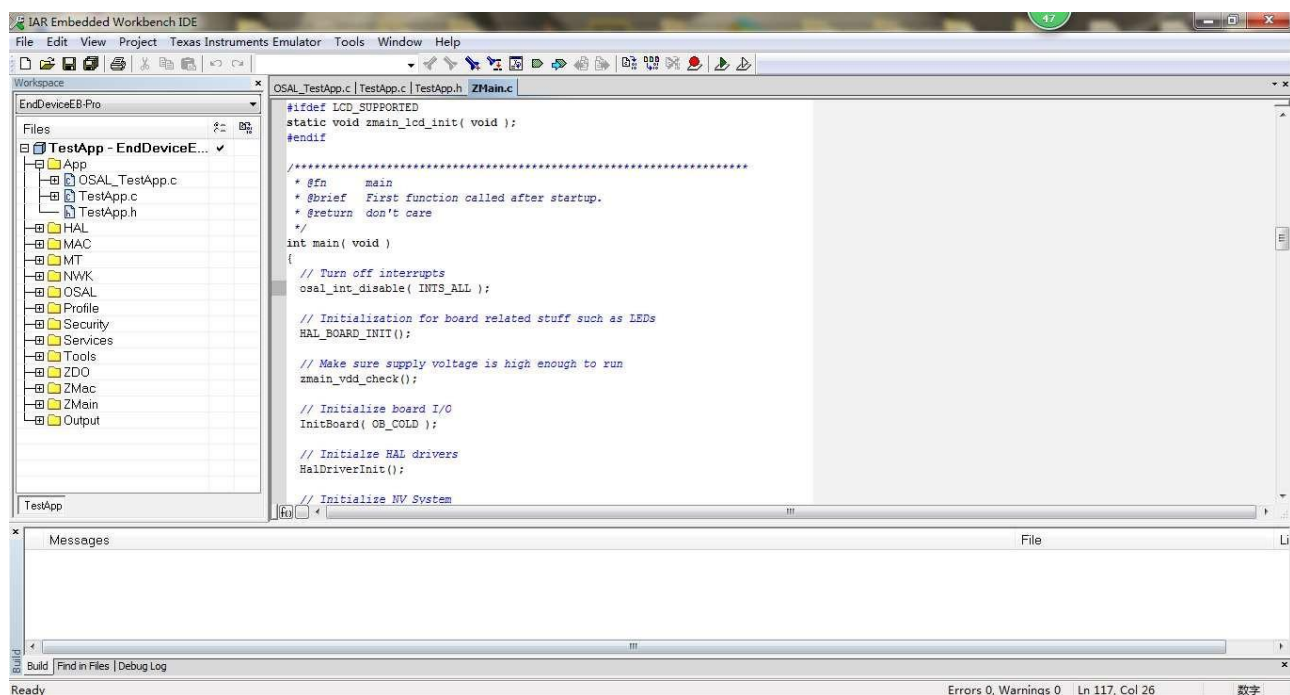 IAR Embedded Workbench IDE
47
File Edit View Project Texas Instruments Emulator Tools Window Help
Workspace
EndDeviceEB-Pro
Files
TestApp - EndDeviceE...
App
OSAL_TestApp.c
TestApp.c
TestApp.h
HAL
MAC
MT
NWK
OSAL
Profile
Security
Services
Tools
ZDO
ZMac
ZMain
Output
TestApp
OSAL_TestApp.c | TestApp.c | TestApp.h ZMain.c
#ifdef LCD_SUPPORTED
static void zmain_lcd_init( void );
#endif
/*********************************************************************
* @fn main
* @brief First function called after startup.
* @return don't care
*/
int main( void )
{
// Turn off interrupts
osal_int_disable( INTS_ALL );
// Initialization for board related stuff such as LEDs
HAL_BOARD_INIT();
// Make sure supply voltage is high enough to run
zmain_vdd_check();
// Initialize board I/O
InitBoard( OB_COLD );
// Initialze HAL drivers
HalDriverInit();
// Initialize NV System
f()
Messages File Li
Build
Build Find in Files Debug Log
Ready Errors 0, Warnings 0 Ln 117, Col 26 数字